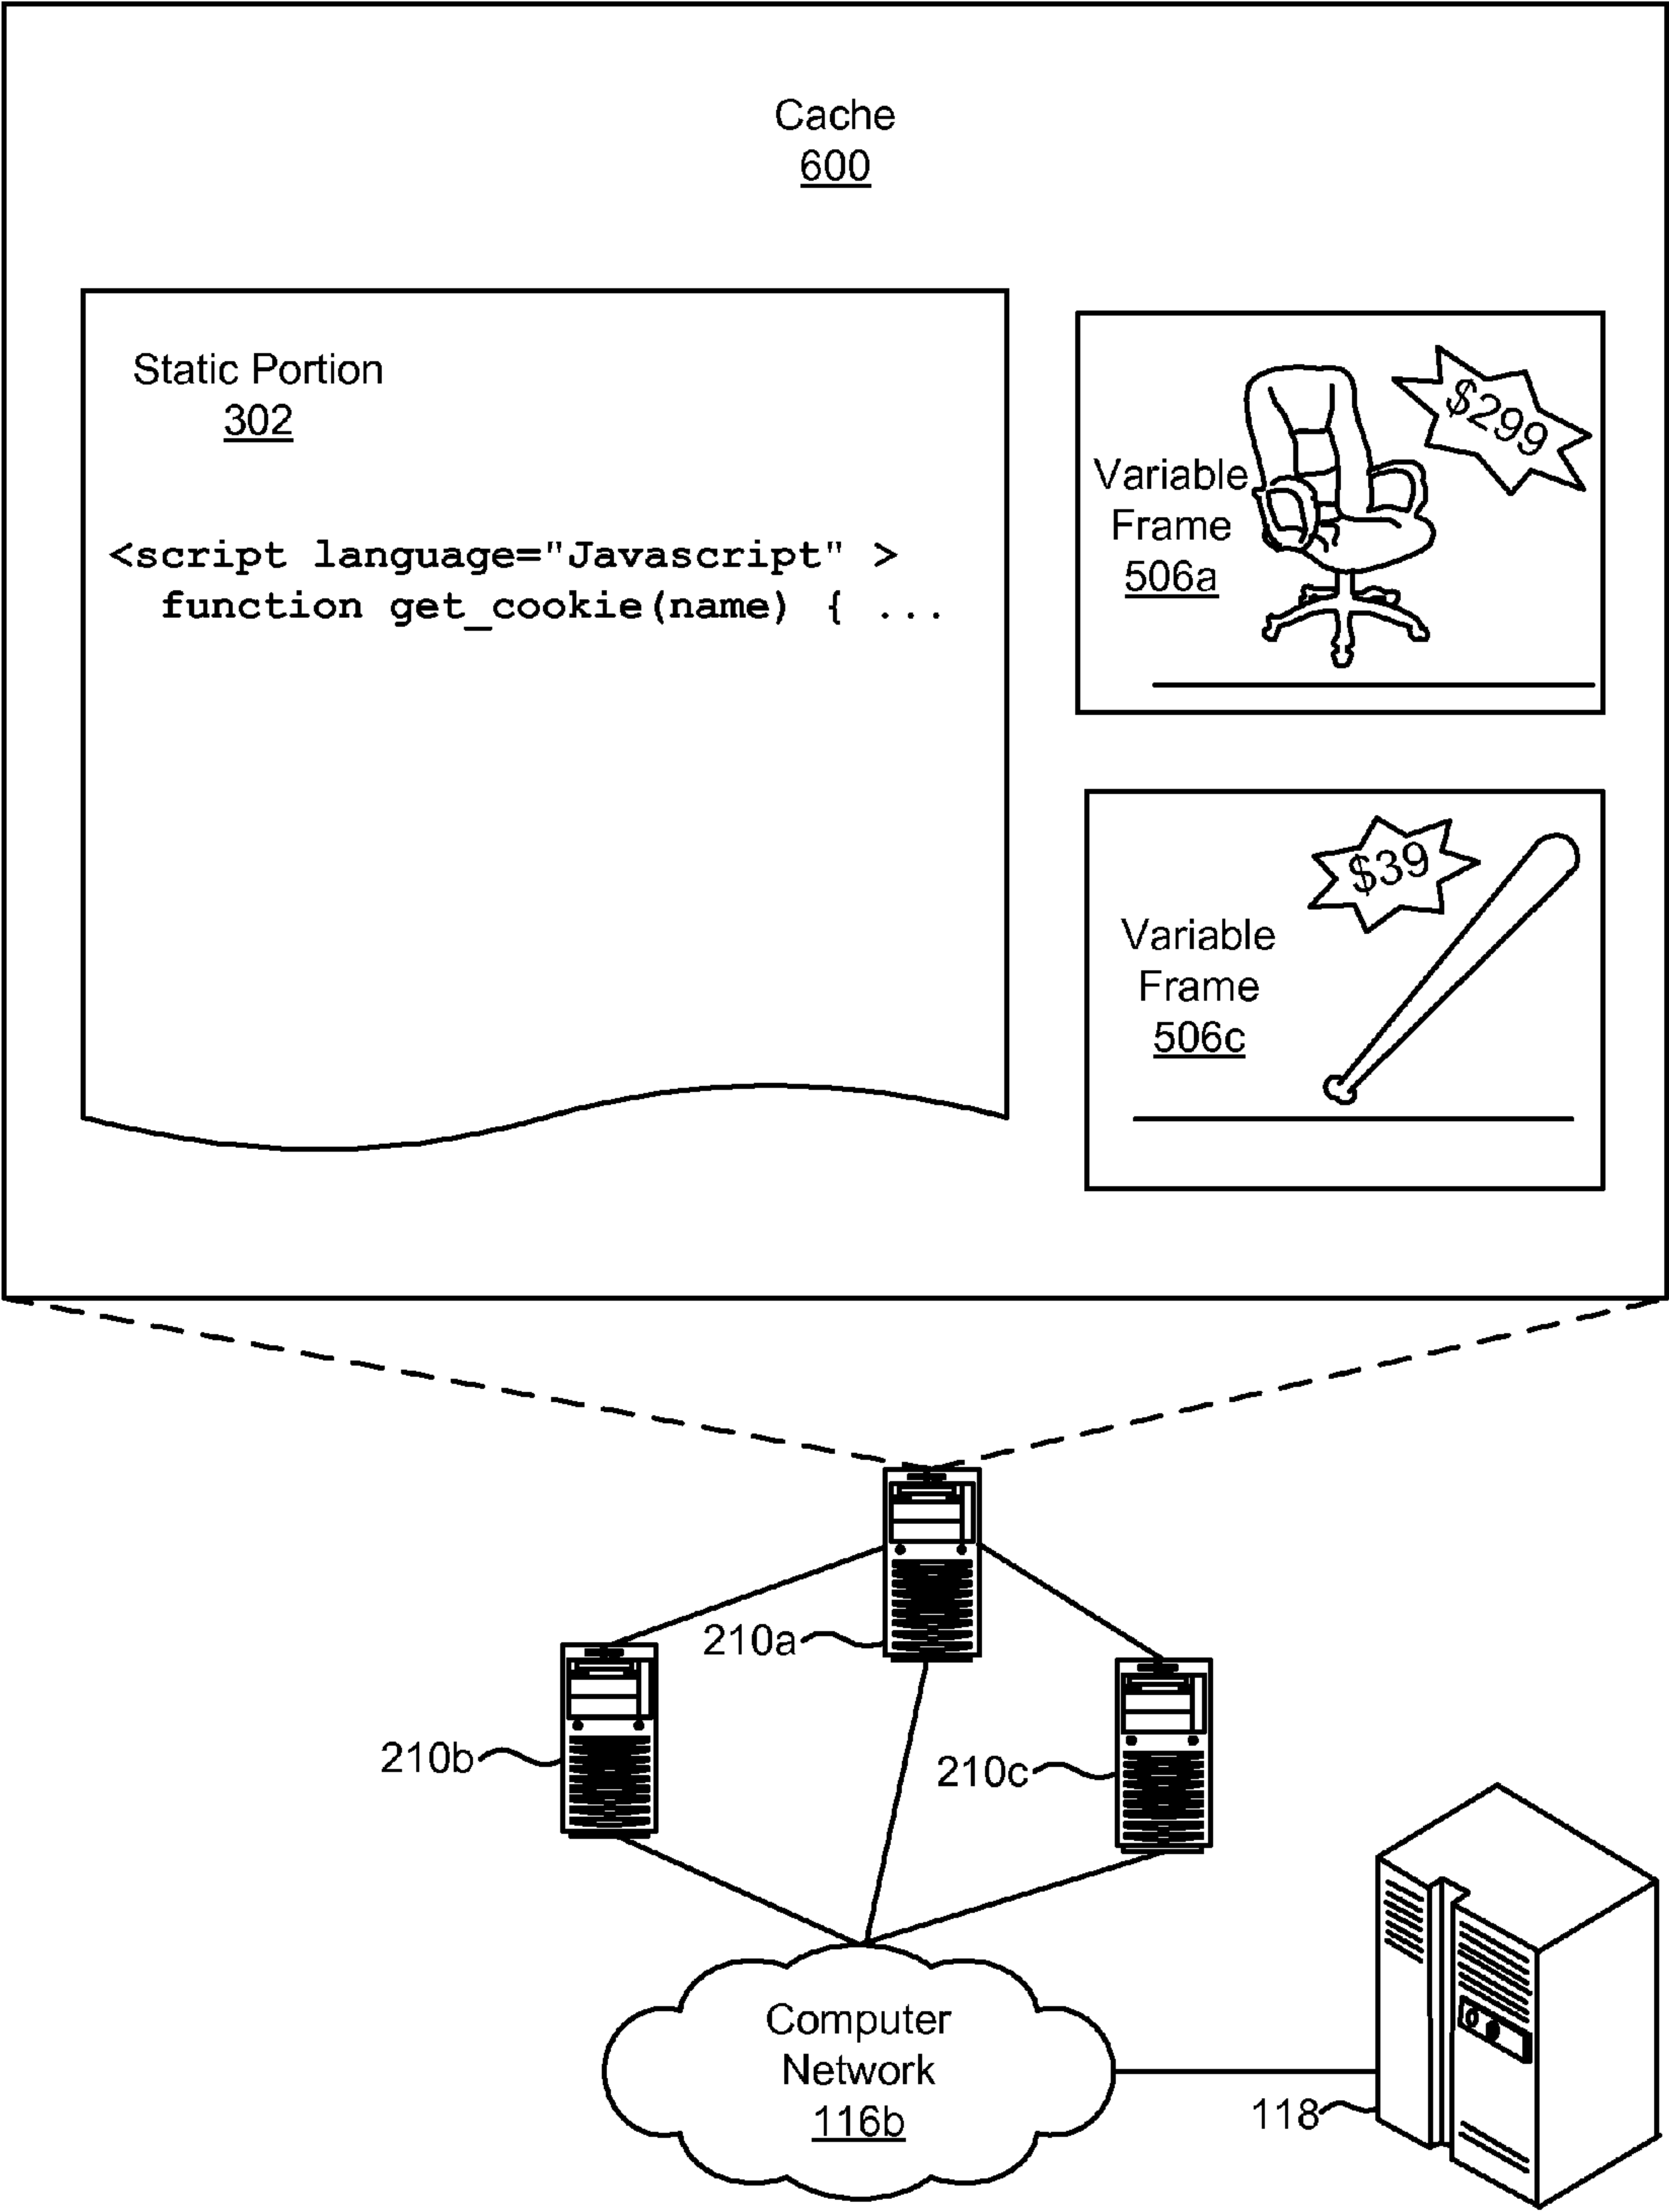 Cache
600
Static Portion
302
<script language="Javascript" >
function get_cookie(name) { ...
$299
Variable
Frame
506a
$39
Variable
Frame
506c
210a
210b
210c
Computer
Network
116b
118